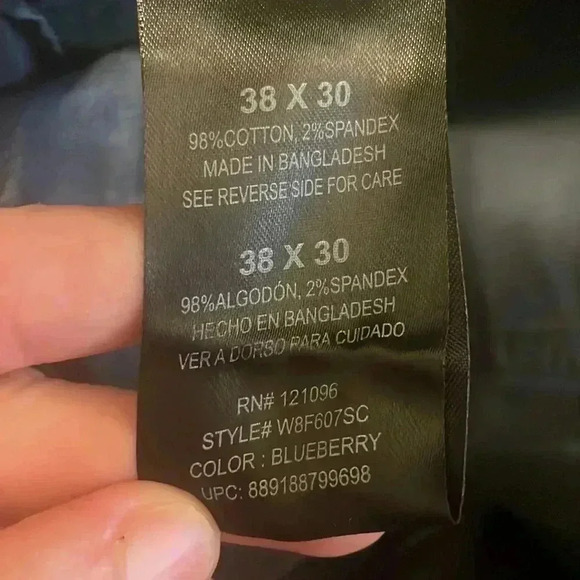 38 X 30
98%COTTON, 2%SPANDEX
MADE IN BANGLADESH
SEE REVERSE SIDE FOR CARE
38 X 30
98%ALGODÓN, 2%SPANDEX
HECHO EN BANGLADESH
VER A DORSO PARA CUIDADO
RN# 121096
STYLE# W8F607SC
COLOR : BLUEBERRY
UPC: 889188799698